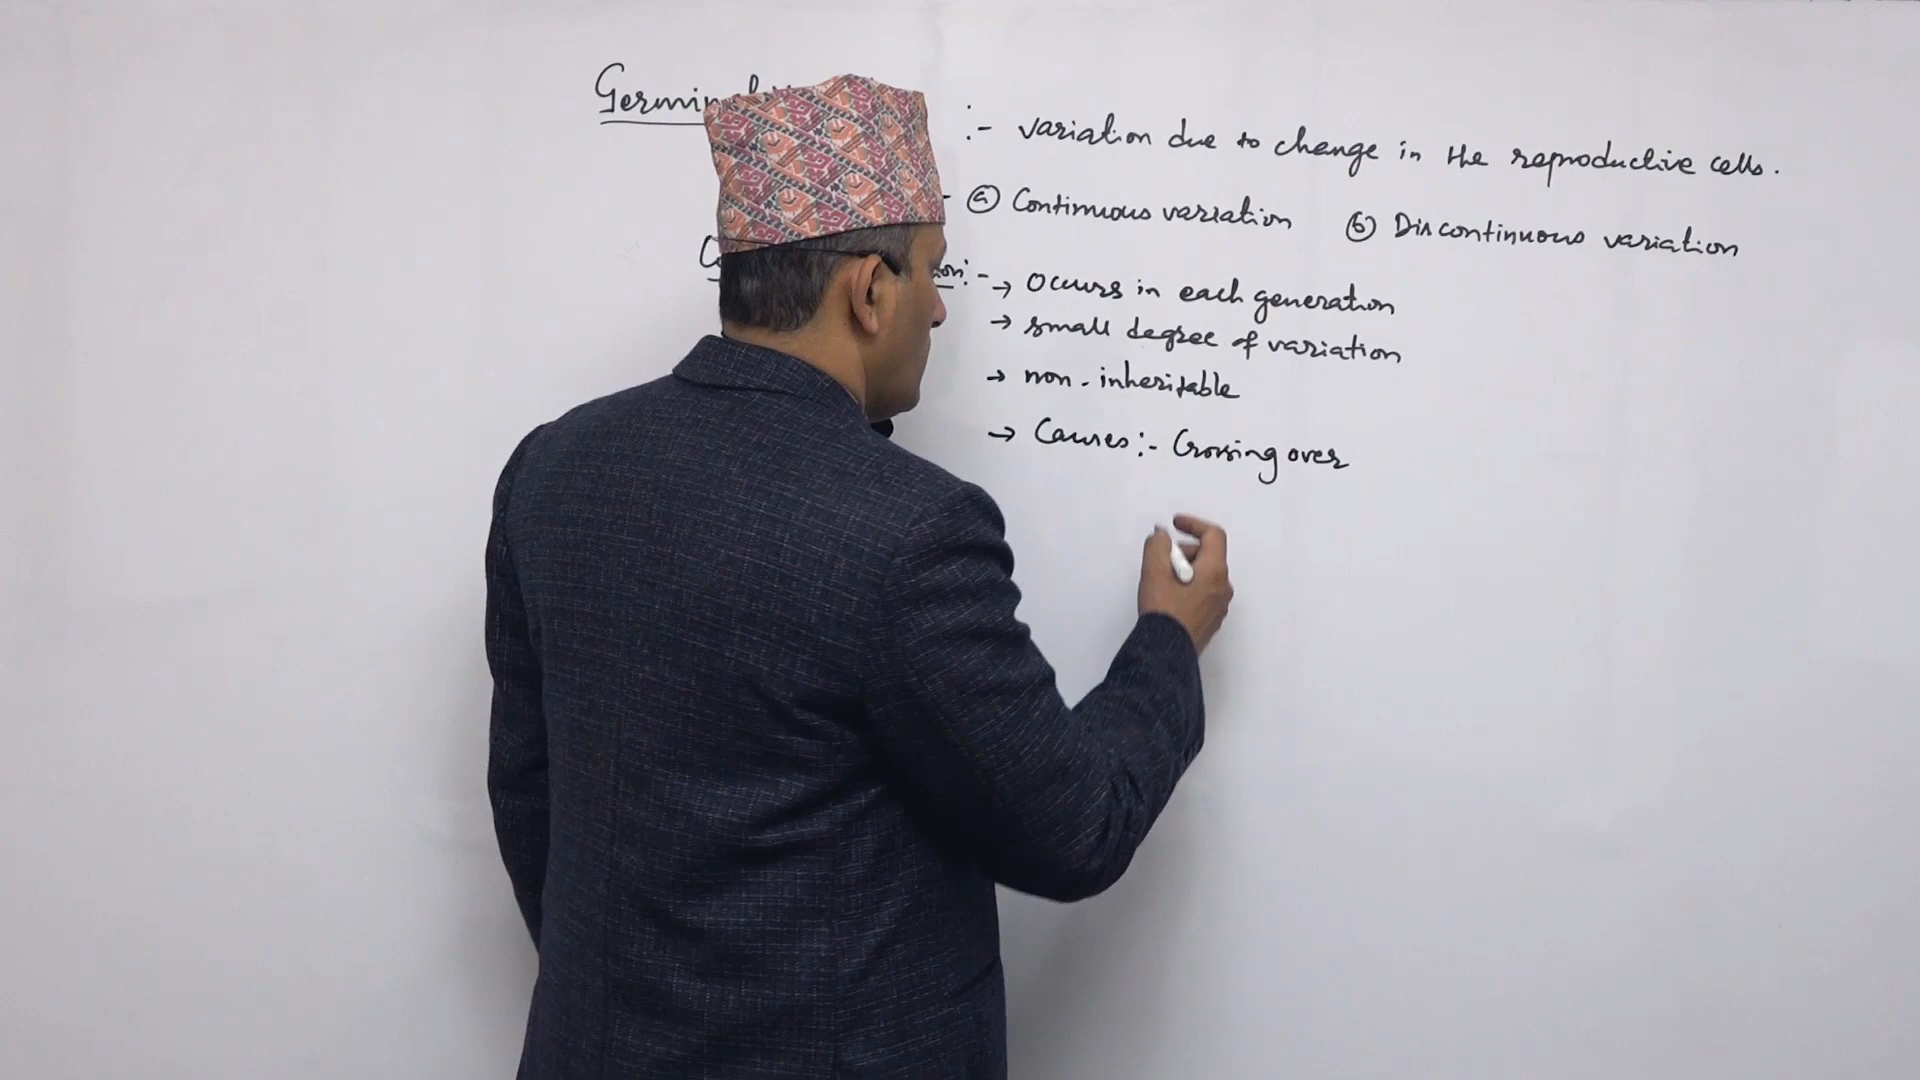 :- variation due to change in the reproductive cells.
- ⓐ Continuous variation ⓑ Discontinuous variation
:- → Occurs in each generation
→ small degree of variation
→ non-inheritable
→ Causes:- Crossing over